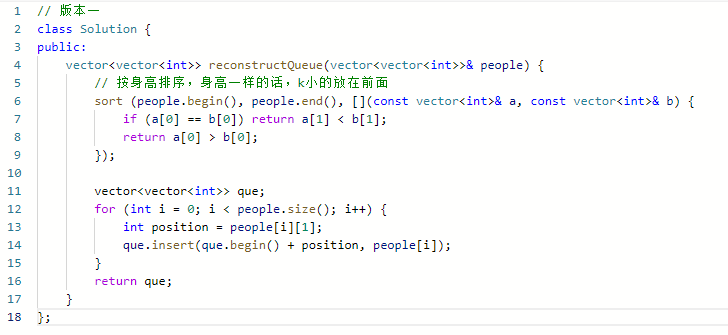 1 // 版本一
2 class Solution {
3 public:
4     vector<vector<int>> reconstructQueue(vector<vector<int>>& people) {
5         // 按身高排序，身高一样的话，k小的放在前面
6         sort (people.begin(), people.end(), [](const vector<int>& a, const vector<int>& b) {
7             if (a[0] == b[0]) return a[1] < b[1];
8             return a[0] > b[0];
9         });
10
11         vector<vector<int>> que;
12         for (int i = 0; i < people.size(); i++) {
13             int position = people[i][1];
14             que.insert(que.begin() + position, people[i]);
15         }
16         return que;
17     }
18 };